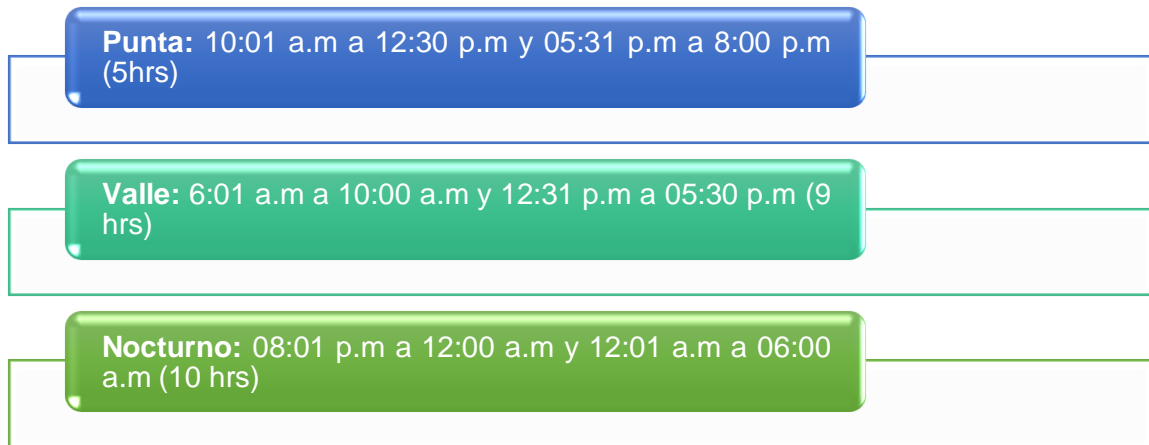 Punta: 10:01 a.m a 12:30 p.m y 05:31 p.m a 8:00 p.m
(5hrs)
Valle: 6:01 a.m a 10:00 a.m y 12:31 p.m a 05:30 p.m (9
hrs)
Nocturno: 08:01 p.m a 12:00 a.m y 12:01 a.m a 06:00
a.m (10 hrs)